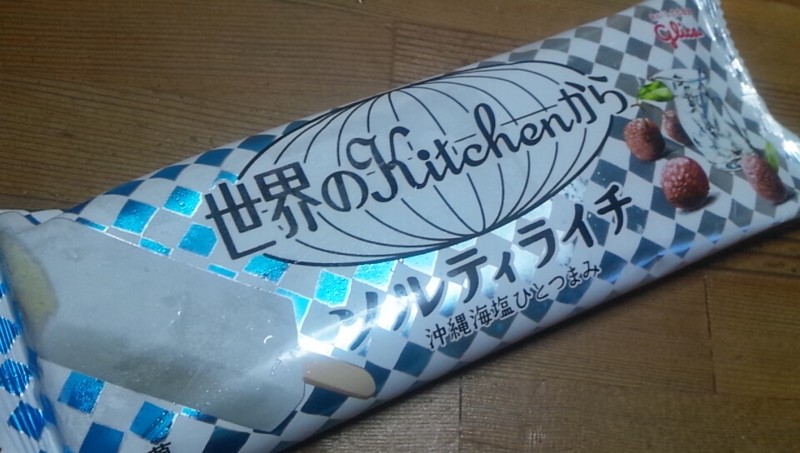 Glico
世界のKitchenから
ソルティライチ
沖縄海塩ひとつまみ